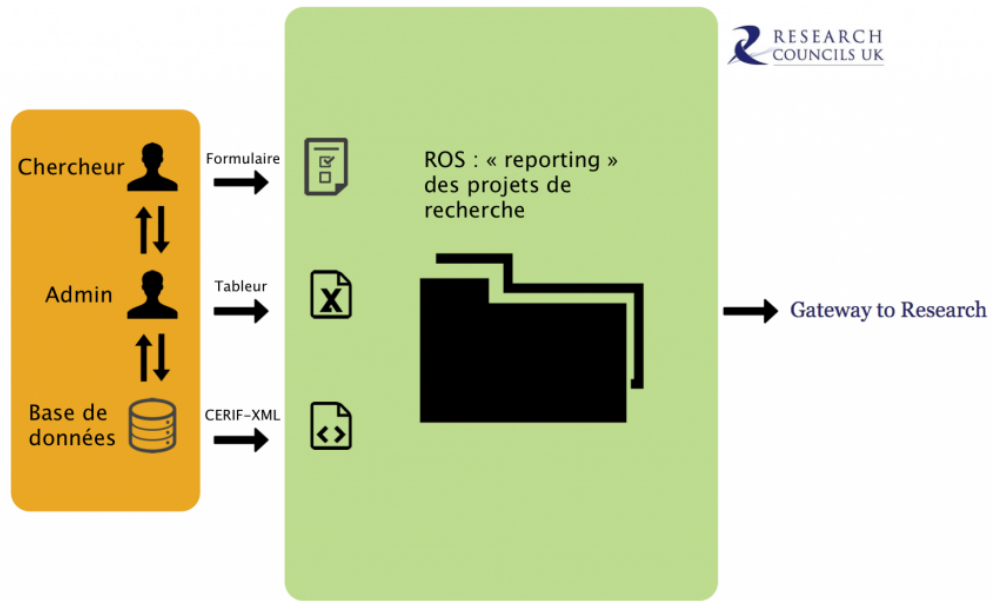 RESEARCH
COUNCILS UK
Chercheur
Formulaire
ROS : « reporting »
des projets de
recherche
Admin
Tableur
X
Gateway to Research
Base de
données
CERIF-XML